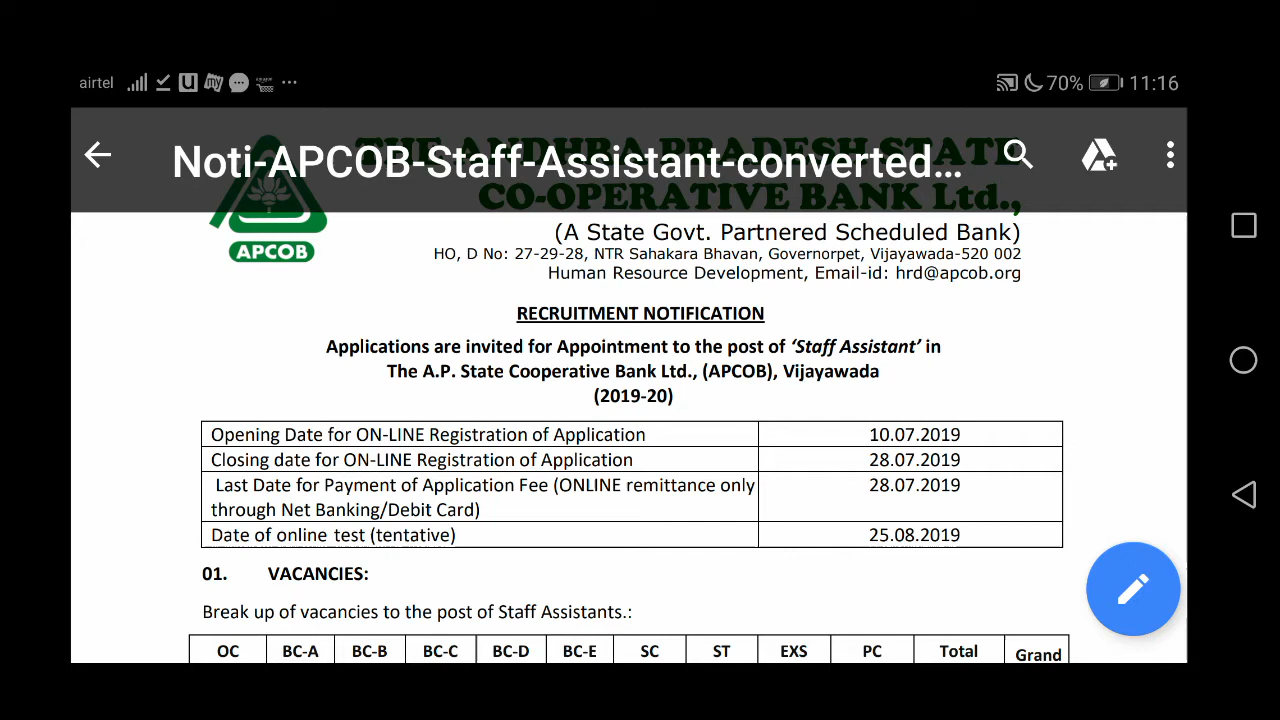 airtel
70% 11:16
THE ANDHRA PRADESH STATE
Noti-APCOB-Staff-Assistant-converted...
CO-OPERATIVE BANK Ltd.,
APCOB
(A State Govt. Partnered Scheduled Bank)
HO, D No: 27-29-28, NTR Sahakara Bhavan, Governorpet, Vijayawada-520 002
Human Resource Development, Email-id: hrd@apcob.org
RECRUITMENT NOTIFICATION
Applications are invited for Appointment to the post of ‘Staff Assistant’ in
The A.P. State Cooperative Bank Ltd., (APCOB), Vijayawada
(2019-20)
Opening Date for ON-LINE Registration of Application 10.07.2019
Closing date for ON-LINE Registration of Application 28.07.2019
Last Date for Payment of Application Fee (ONLINE remittance only 28.07.2019
through Net Banking/Debit Card)
Date of online test (tentative) 25.08.2019
01. VACANCIES:
Break up of vacancies to the post of Staff Assistants.:
OC BC-A BC-B BC-C BC-D BC-E SC ST EXS PC Total Grand